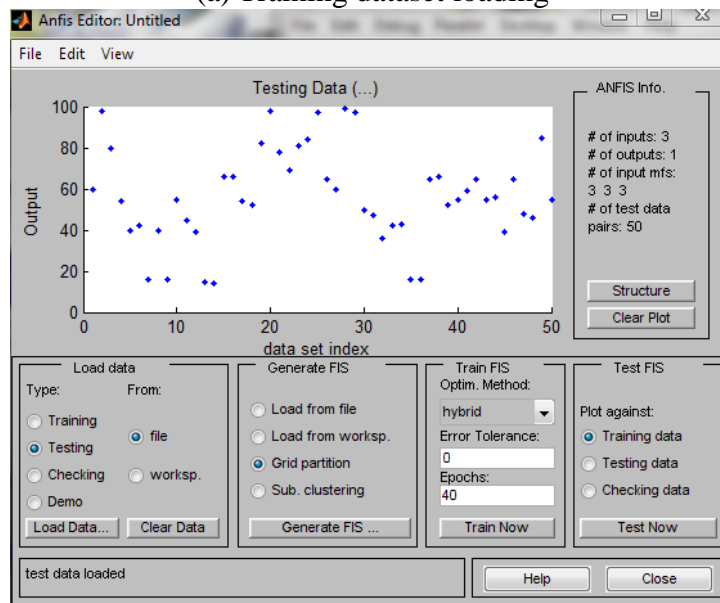 (a) Training dataset loading
Anfis Editor: Untitled
File Edit View
Testing Data (...)
Output
100
80
60
40
20
0
0 10 20 30 40 50
data set index
ANFIS Info.
# of inputs: 3
# of outputs: 1
# of input mfs:
3 3 3
# of test data
pairs: 50
Structure
Clear Plot
Load data
Type: From:
Training
Testing
Checking
Demo
file
worksp.
Load Data... Clear Data
Generate FIS
Load from file
Load from worksp.
Grid partition
Sub. clustering
Generate FIS ...
Train FIS
Optim. Method:
hybrid
Error Tolerance:
0
Epochs:
40
Train Now
Test FIS
Plot against:
Training data
Testing data
Checking data
Test Now
test data loaded
Help Close